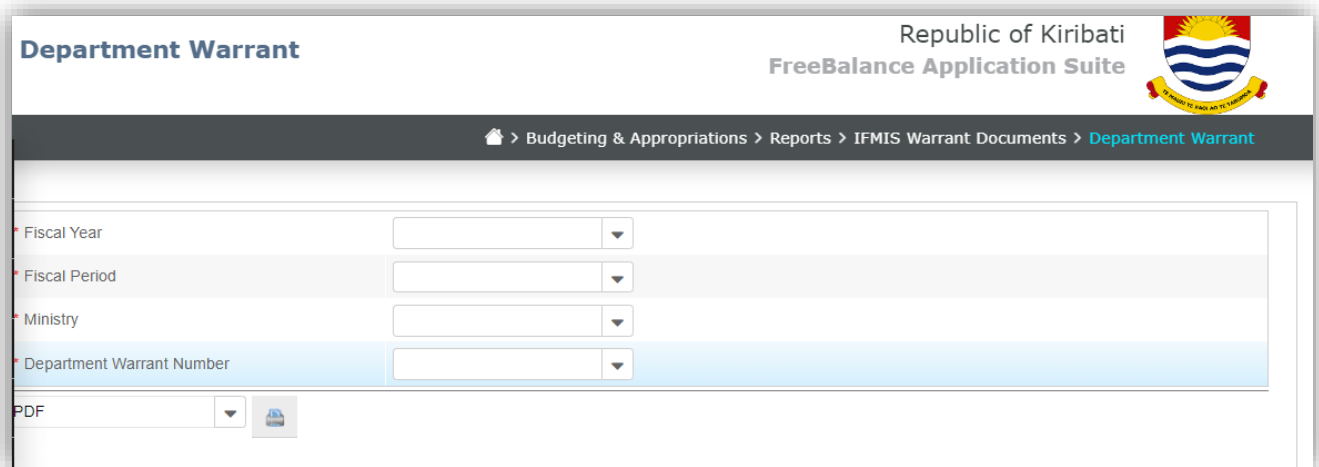 Department Warrant
Republic of Kiribati
FreeBalance Application Suite
> Budgeting & Appropriations > Reports > IFMIS Warrant Documents > Department Warrant
* Fiscal Year
* Fiscal Period
* Ministry
* Department Warrant Number
PDF